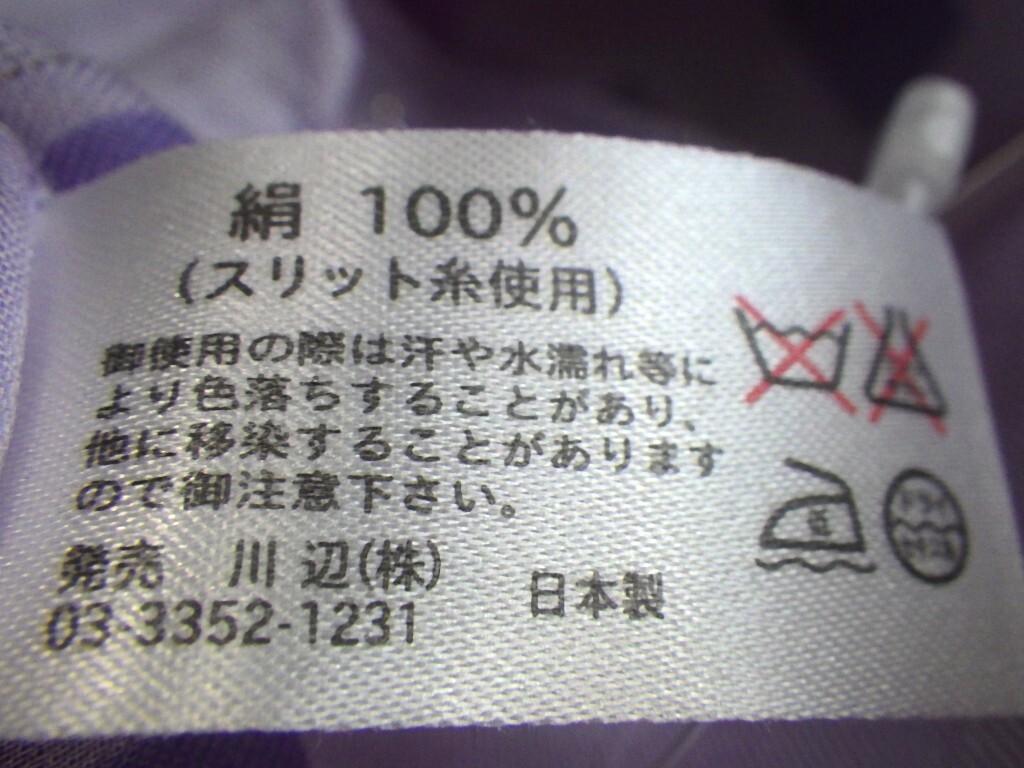 絹 100%
(スリット糸使用)
御使用の際は汗や水濡れ等に
より色落ちすることがあり、
他に移染することがあります
ので御注意下さい。
発売 川辺(株)
日本製
03-3352-1231